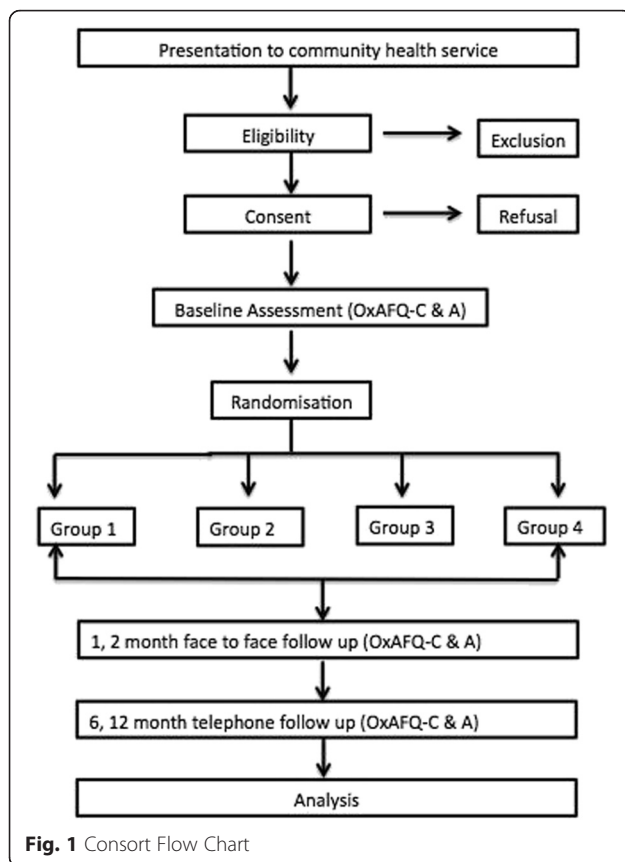 Presentation to community health service
Eligibility
Exclusion
Consent
Refusal
Baseline Assessment (OxAFQ-C & A)
Randomisation
Group 1
Group 2
Group 3
Group 4
1, 2 month face to face follow up (OxAFQ-C & A)
6, 12 month telephone follow up (OxAFQ-C & A)
Analysis
Fig. 1 Consort Flow Chart